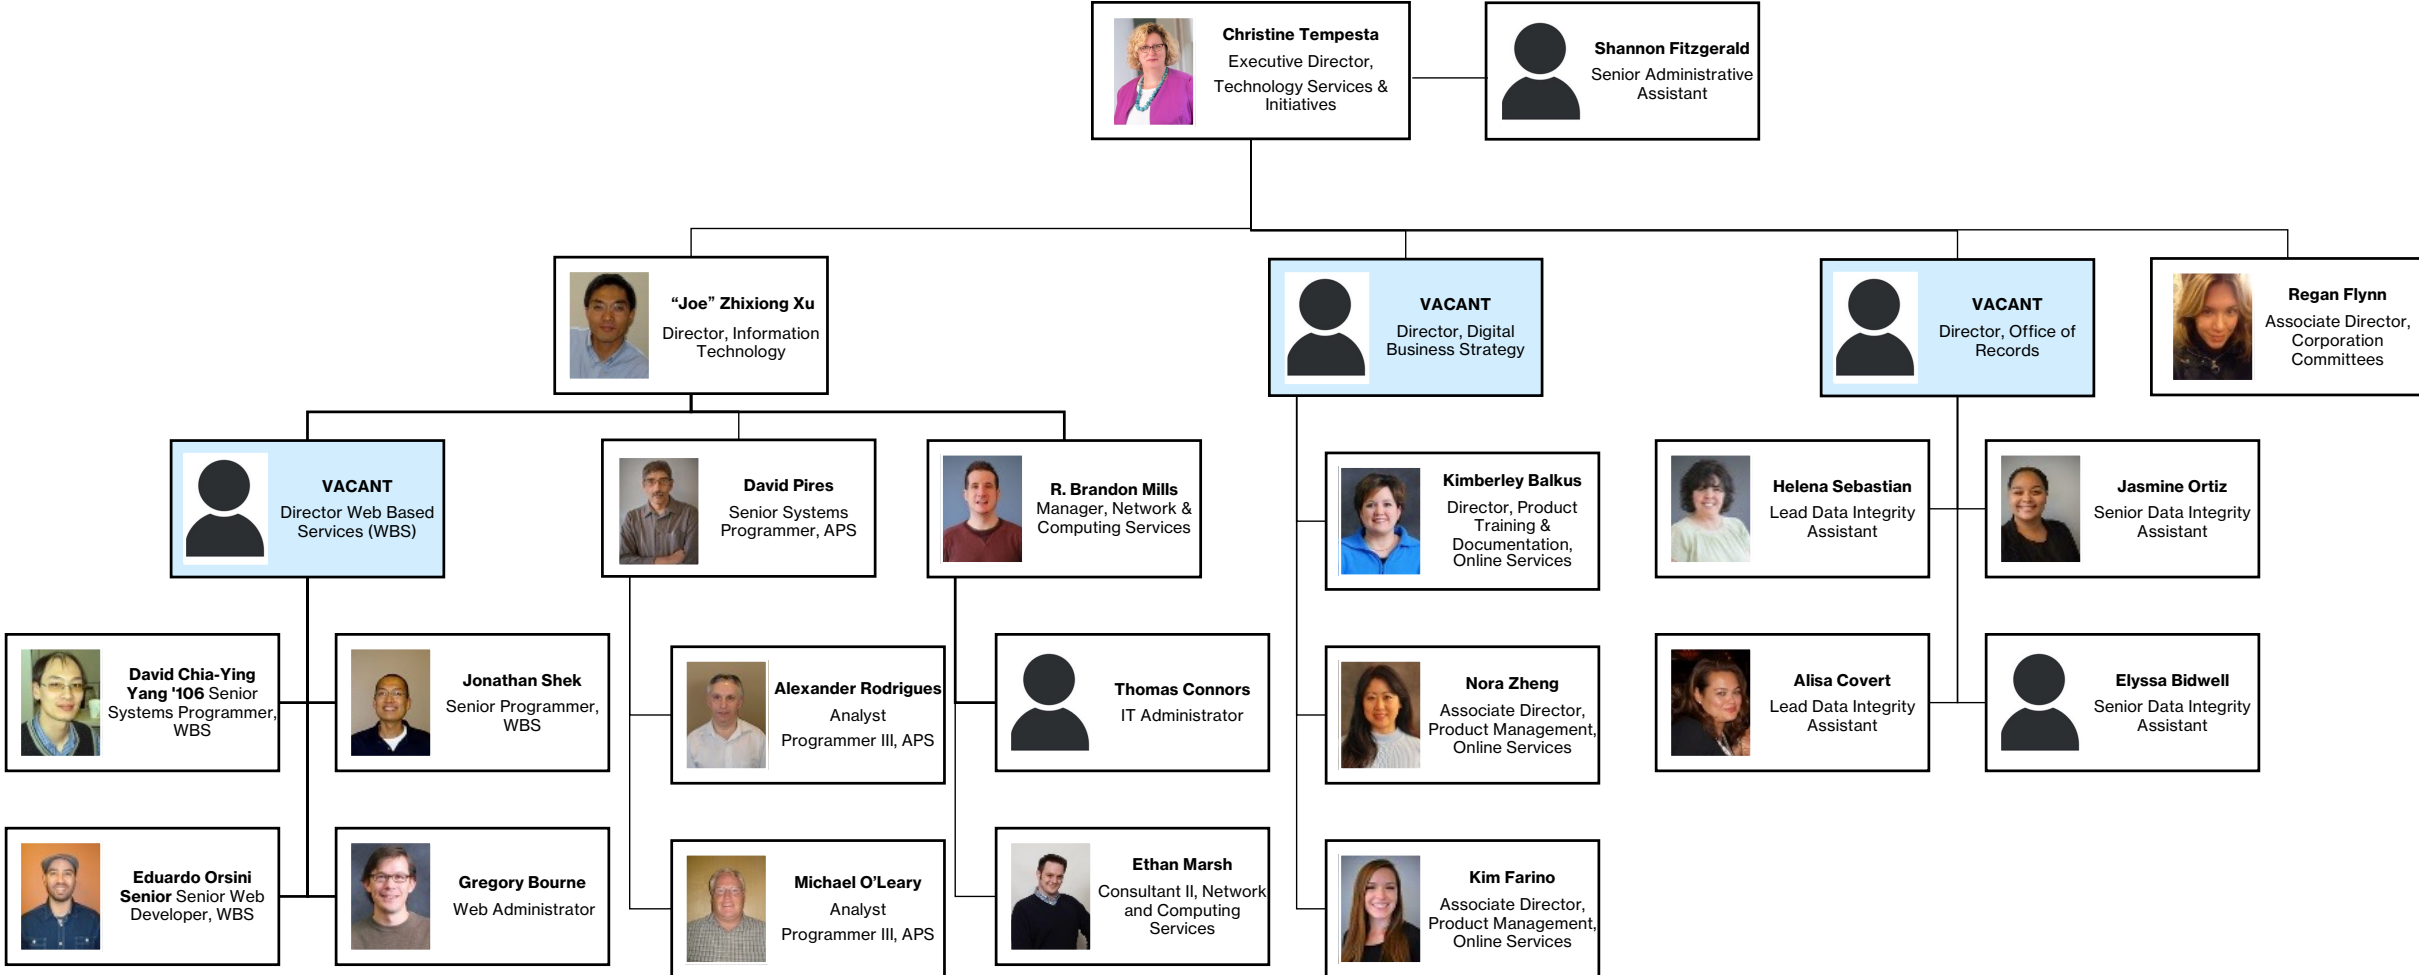 Christine Tempesta
Executive Director,
Technology Services &
Initiatives
Shannon Fitzgerald
Senior Administrative
Assistant
“Joe” Zhixiong Xu
Director, Information
Technology
VACANT
Director, Digital
Business Strategy
VACANT
Director, Office of
Records
Regan Flynn
Associate Director,
Corporation
Committees
VACANT
Director Web Based
Services (WBS)
David Pires
Senior Systems
Programmer, APS
R. Brandon Mills
Manager, Network &
Computing Services
Kimberley Balkus
Director, Product
Training &
Documentation,
Online Services
Helena Sebastian
Lead Data Integrity
Assistant
Jasmine Ortiz
Senior Data Integrity
Assistant
David Chia-Ying
Yang '106 Senior
Systems Programmer,
WBS
Jonathan Shek
Senior Programmer,
WBS
Alexander Rodrigues
Analyst
Programmer III, APS
Thomas Connors
IT Administrator
Nora Zheng
Associate Director,
Product Management,
Online Services
Alisa Covert
Lead Data Integrity
Assistant
Elyssa Bidwell
Senior Data Integrity
Assistant
Eduardo Orsini
Senior Senior Web
Developer, WBS
Gregory Bourne
Web Administrator
Michael O’Leary
Analyst
Programmer III, APS
Ethan Marsh
Consultant II, Network
and Computing
Services
Kim Farino
Associate Director,
Product Management,
Online Services